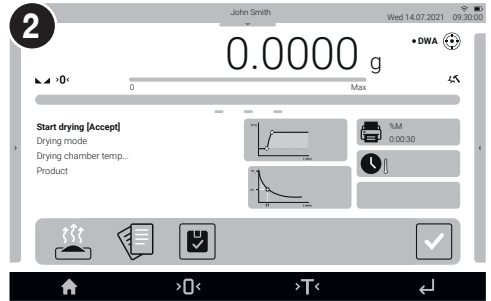 2
John Smith
Wed 14.07.2021 09:30:00
0.0000 g
• DWA
>0<
0 Max
Start drying [Accept]
Drying mode
Drying chamber temp...
Product
%M
0:00:30
>0<
>T<